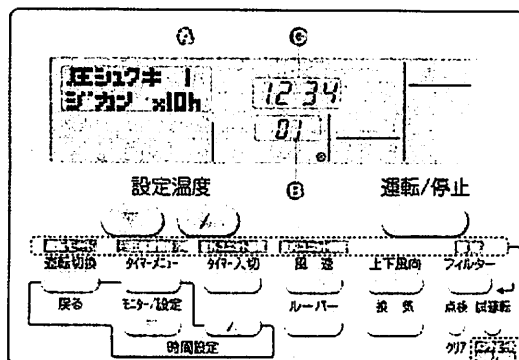 Ⓐ Ⓒ
圧シュクキ 1
ジカン x10h
1234
01
Ⓑ
設定温度 運転/停止
運転切換 タイマーメニュー タイマー入切 風 速 上下風向 フィルター
戻る モニター/設定 ルーバー 換 気 点検 試運転
時間設定 クリア